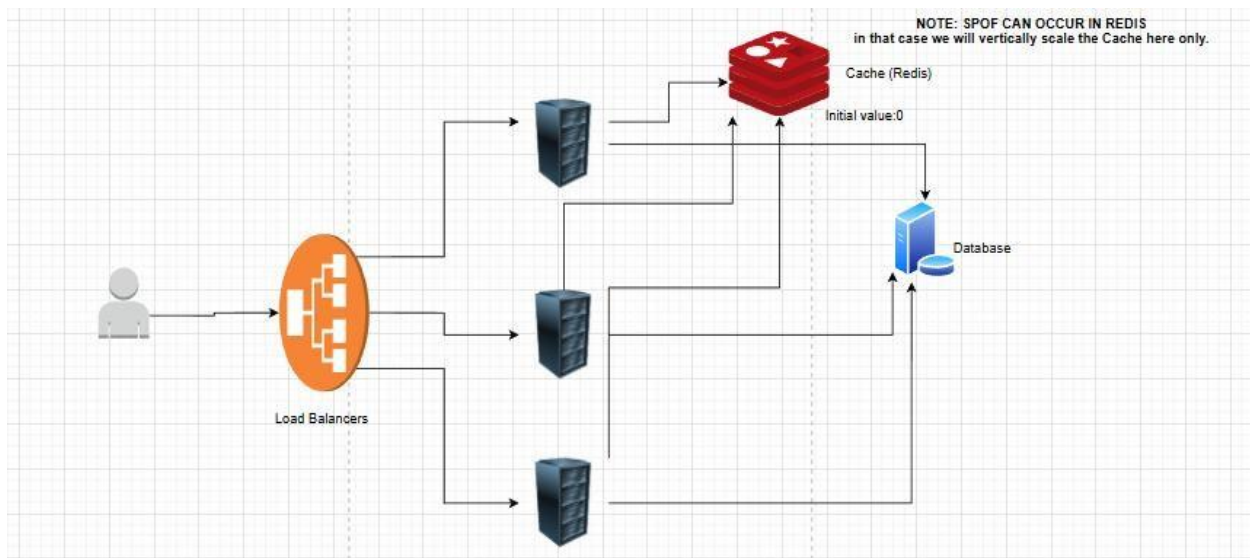 NOTE: SPOF CAN OCCUR IN REDIS
in that case we will vertically scale the Cache here only.
Cache (Redis)
Initial value:0
Database
Load Balancers